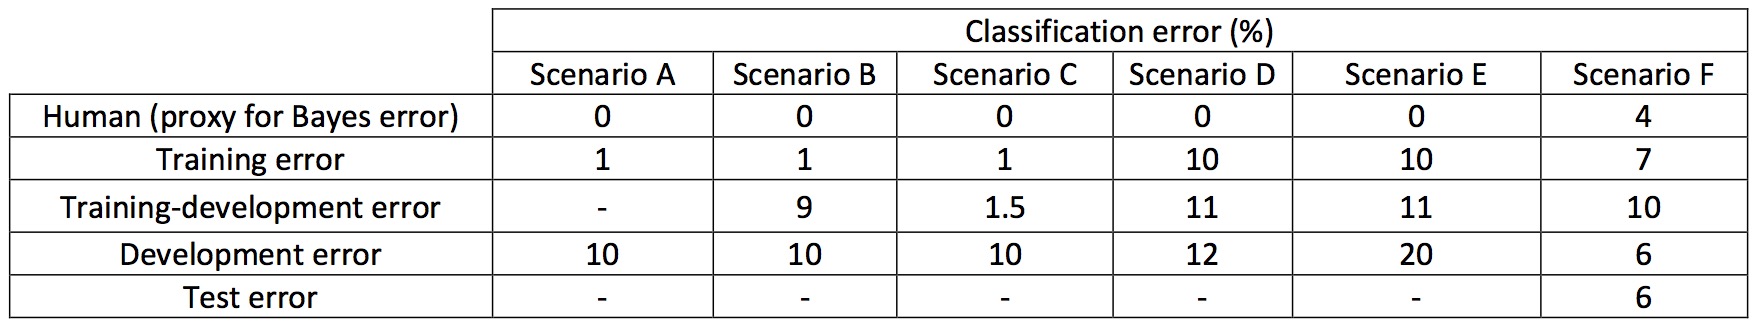 Classification error (%)
Scenario A Scenario B Scenario C Scenario D Scenario E Scenario F
Human (proxy for Bayes error) 0 0 0 0 0 4
Training error 1 1 1 10 10 7
Training-development error - 9 1.5 11 11 10
Development error 10 10 10 12 20 6
Test error - - - - - 6